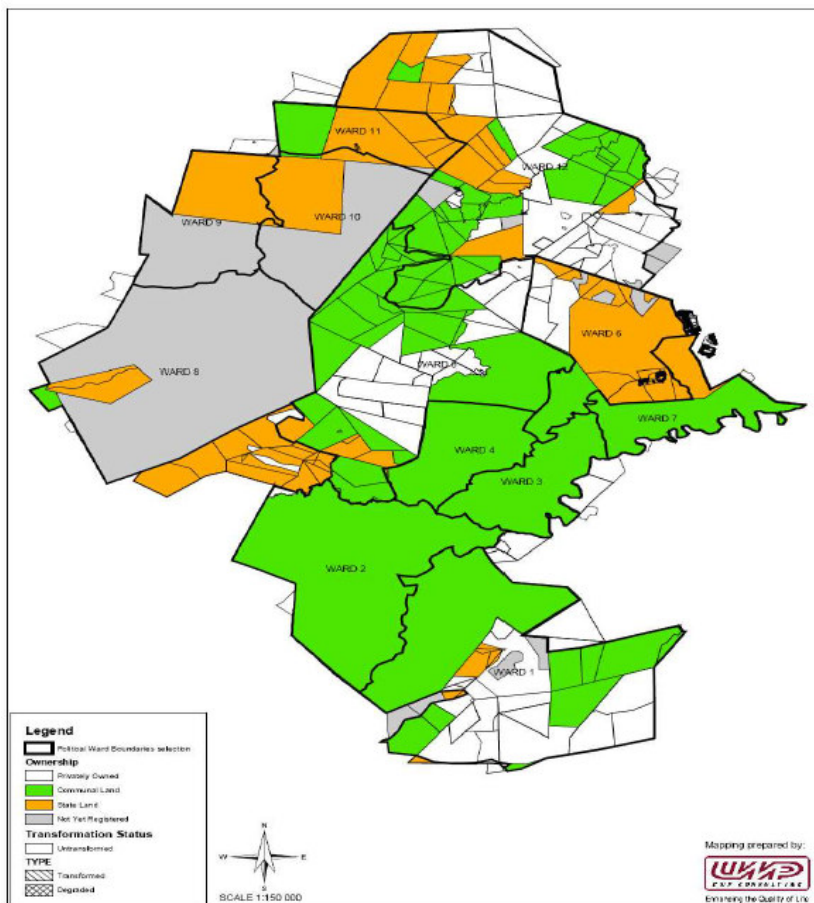 WARD 11
WARD 12
WARD 9
WARD 10
WARD 6
WARD 8
WARD 7
WARD 4
WARD 3
WARD 2
WARD 1
Legend
Political Ward Boundaries selection
Ownership
Privately Owned
Communal Land
State Land
Not Yet Registered
Transformation Status
Untransformed
TYPE
Transformed
Degraded
N
W E
S
SCALE 1:150 000
Mapping prepared by:
Enhancing the Quality of Life